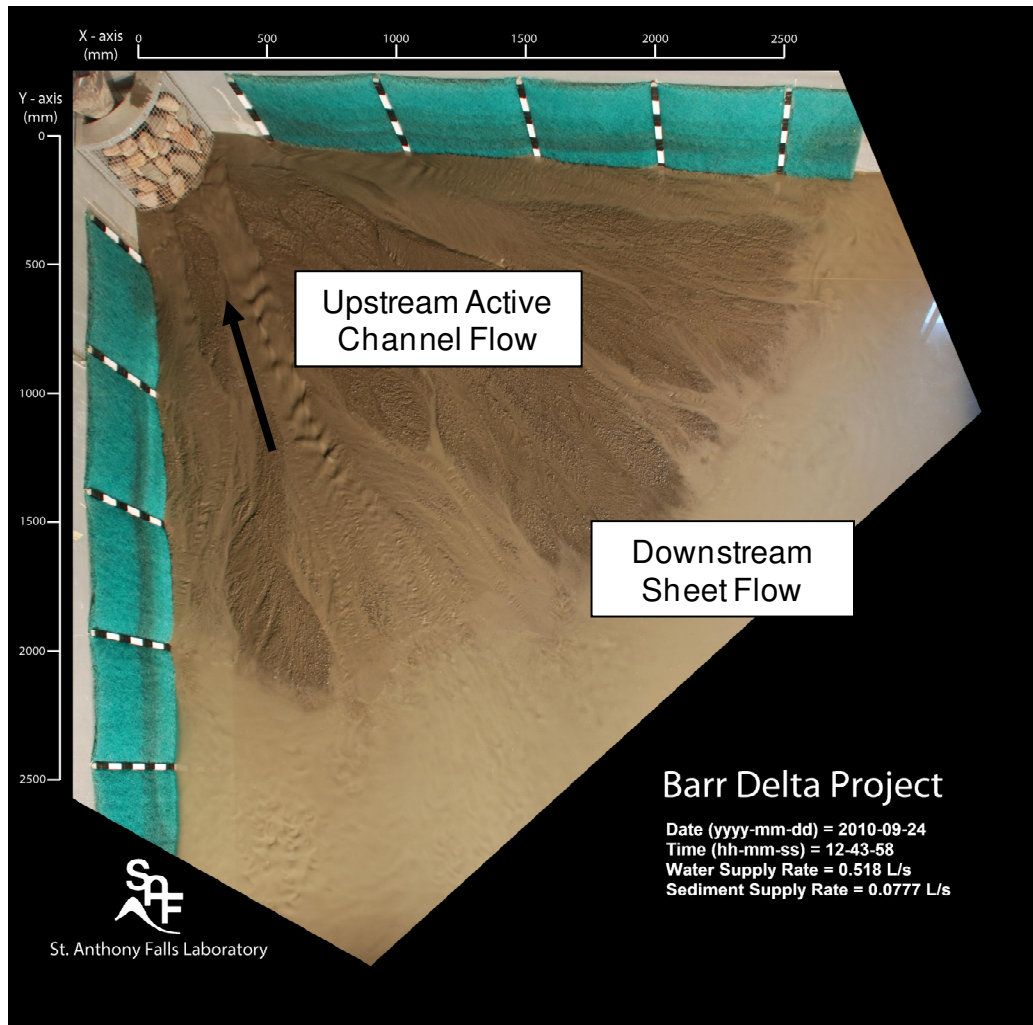 X - axis
(mm)
0 500 1000 1500 2000 2500
Y - axis
(mm)
0
500
1000
1500
2000
2500
Upstream Active
Channel Flow
Downstream
Sheet Flow
Barr Delta Project
Date (yyyy-mm-dd) = 2010-09-24
Time (hh-mm-ss) = 12-43-58
Water Supply Rate = 0.518 L/s
Sediment Supply Rate = 0.0777 L/s
SAF
St. Anthony Falls Laboratory